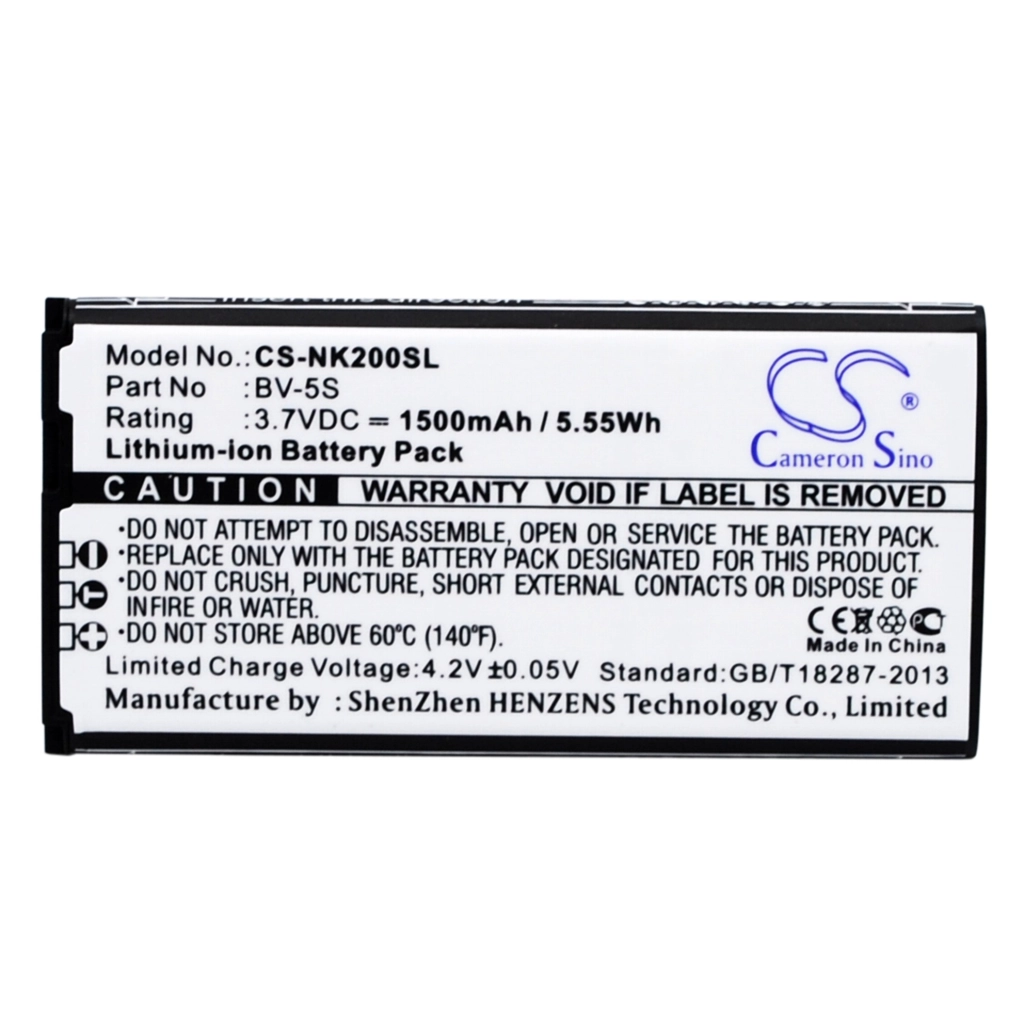 Insert this direction
Model No.: CS-NK200SL
Part No : BV-5S
Rating : 3.7VDC ⎓ 1500mAh / 5.55Wh
Lithium-ion Battery Pack
CS ®
Cameron Sino
CAUTION WARRANTY VOID IF LABEL IS REMOVED
·DO NOT ATTEMPT TO DISASSEMBLE, OPEN OR SERVICE BATTERY PACK.
·REPLACE ONLY WITH THE BATTERY PACK DESIGNATED FOR THIS PRODUCT.
·DO NOT CRUSH, PUNCTURE, SHORT EXTERNAL CONTACTS OR DISPOSE OF
INFIRE OR WATER.
·DO NOT STORE ABOVE 60°C (140°F).
CE PC
Made In China
Limited Charge Voltage:4.2V±0.05V Standard:GB/T18287-2013
Manufacture by : ShenZhen HENZENS Technology Co., Limited